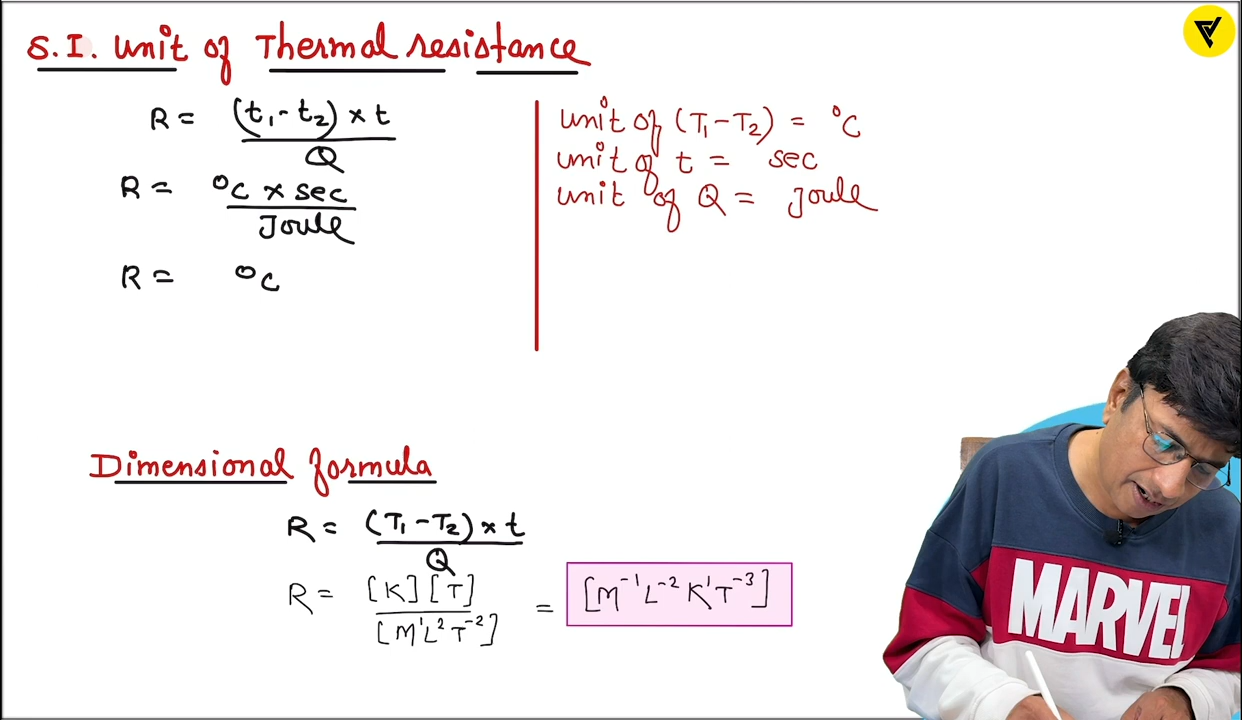 S.I. Unit of Thermal resistance
R = (t₁ - t₂) × t / Q
R = °C × sec / Joule
R = °C
unit of (T₁ - T₂) = °C
unit of t = sec
unit of Q = Joule
Dimensional formula
R = (T₁ - T₂) × t / Q
R = [K] [T] / [M¹L²T⁻²] = [M⁻¹L⁻²K¹T⁻³]
MARVEL